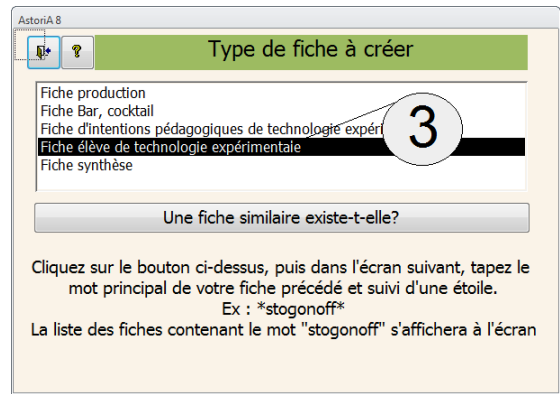 AstoriA 8
?
Type de fiche à créer
Fiche production
Fiche Bar, cocktail
Fiche d'intentions pédagogiques de technologie expéri
Fiche élève de technologie expérimentaie
Fiche synthèse
3
Une fiche similaire existe-t-elle?
Cliquez sur le bouton ci-dessus, puis dans l'écran suivant, tapez le
mot principal de votre fiche précédé et suivi d'une étoile.
Ex : *stogonoff*
La liste des fiches contenant le mot "stogonoff" s'affichera à l'écran